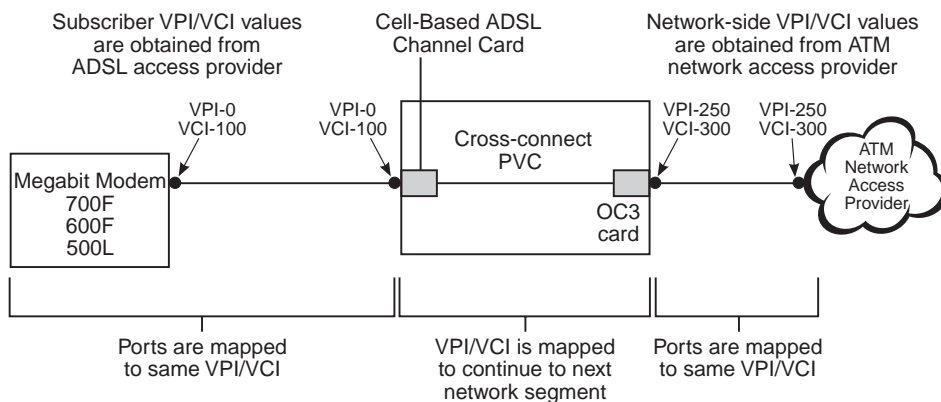 Subscriber VPI/VCI values
are obtained from
ADSL access provider
Cell-Based ADSL
Channel Card
Network-side VPI/VCI values
are obtained from ATM
network access provider
VPI-0
VCI-100
VPI-0
VCI-100
VPI-250
VCI-300
VPI-250
VCI-300
Megabit Modem
700F
600F
500L
Cross-connect
PVC
OC3
card
ATM
Network
Access
Provider
Ports are mapped
to same VPI/VCI
VPI/VCI is mapped
to continue to next
network segment
Ports are mapped
to same VPI/VCI